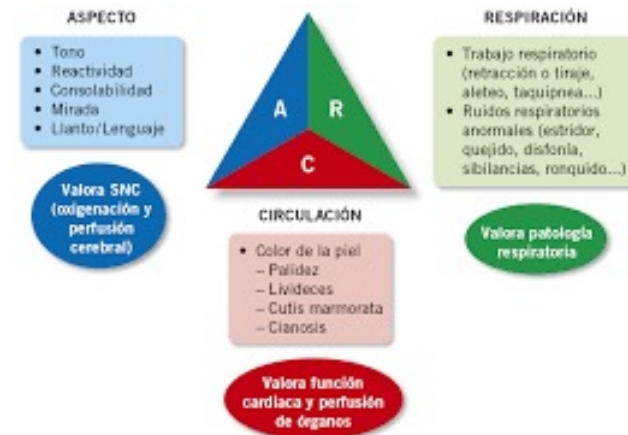 ASPECTO
• Tono
• Reactividad
• Consolabilidad
• Mirada
• Llanto/Lenguaje
Valora SNC
(oxigenación y
perfusión
cerebral)
A
R
C
RESPIRACIÓN
• Trabajo respiratorio
(retracción o tiraje,
aleteo, taquipnea...)
• Ruidos respiratorios
anormales (estridor,
quejido, disfonía,
sibilancias, ronquido...)
Valora patología
respiratoria
CIRCULACIÓN
• Color de la piel
– Palidez
– Livideces
– Cutis marmorata
– Cianosis
Valora función
cardiaca y perfusión
de órganos